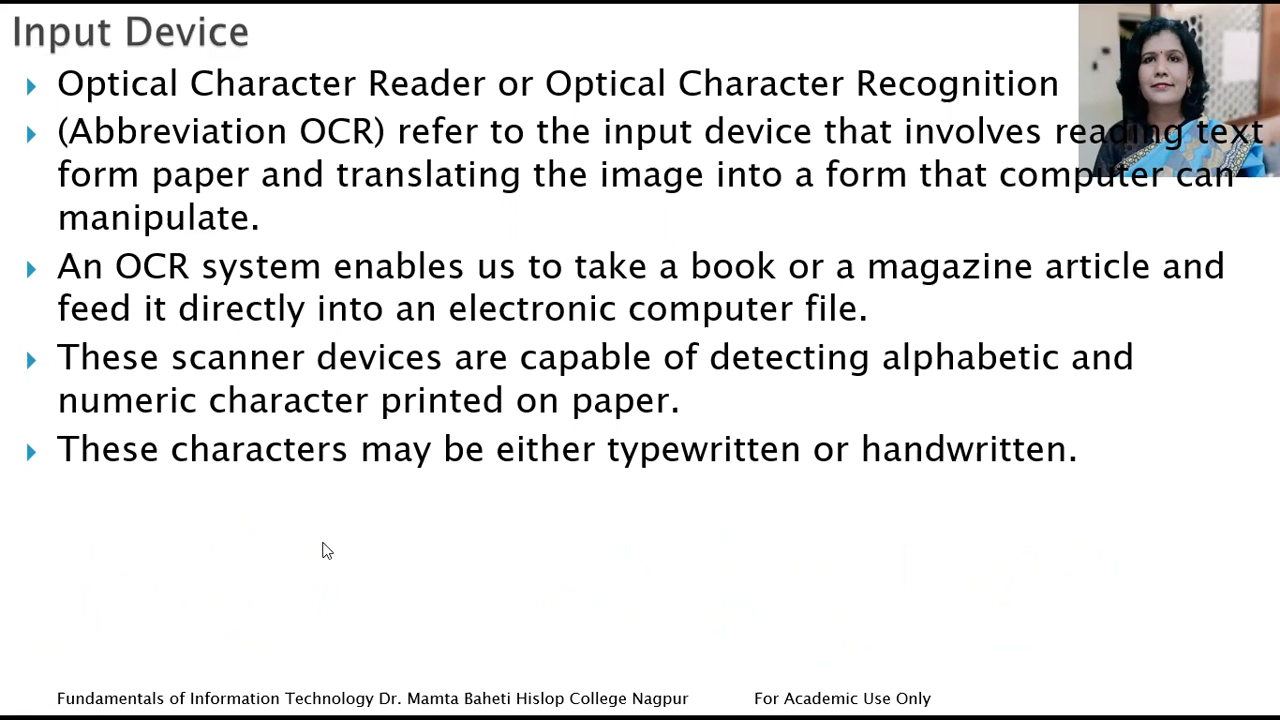 Input Device
Optical Character Reader or Optical Character Recognition
(Abbreviation OCR) refer to the input device that involves reading text
form paper and translating the image into a form that computer can
manipulate.
An OCR system enables us to take a book or a magazine article and
feed it directly into an electronic computer file.
These scanner devices are capable of detecting alphabetic and
numeric character printed on paper.
These characters may be either typewritten or handwritten.
Fundamentals of Information Technology Dr. Mamta Baheti Hislop College Nagpur For Academic Use Only